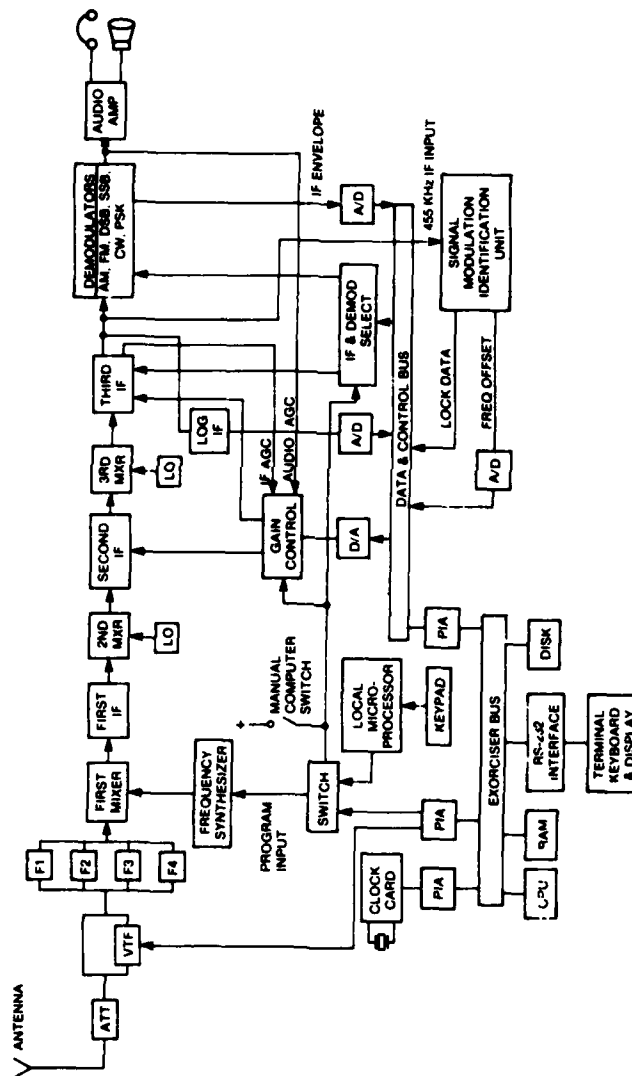 ANTENNA
ATT
VTF
F1
F2
F3
F4
FIRST
MIXER
FIRST
IF
2ND
MXR
LO
SECOND
IF
3RD
MXR
LO
THIRD
IF
DEMODULATORS
AM, FM, DSB, SSB,
CW, PSK
AUDIO
AMP
FREQUENCY
SYNTHESIZER
PROGRAM
INPUT
SWITCH
+
MANUAL
COMPUTER
SWITCH
GAIN
CONTROL
LOG
IF
IF AGC
AUDIO AGC
IF & DEMOD
SELECT
IF ENVELOPE
A/D
D/A
A/D
DATA & CONTROL BUS
455 KHz IF INPUT
SIGNAL
MODULATION
IDENTIFICATION
UNIT
LOCK DATA
FREQ OFFSET
A/D
LOCAL
MICRO-
PROCESSOR
KEYPAD
CLOCK
CARD
PIA
PIA
PIA
EXORCISER BUS
CPU
RAM
RS-232
INTERFACE
DISK
TERMINAL
KEYBOARD
& DISPLAY